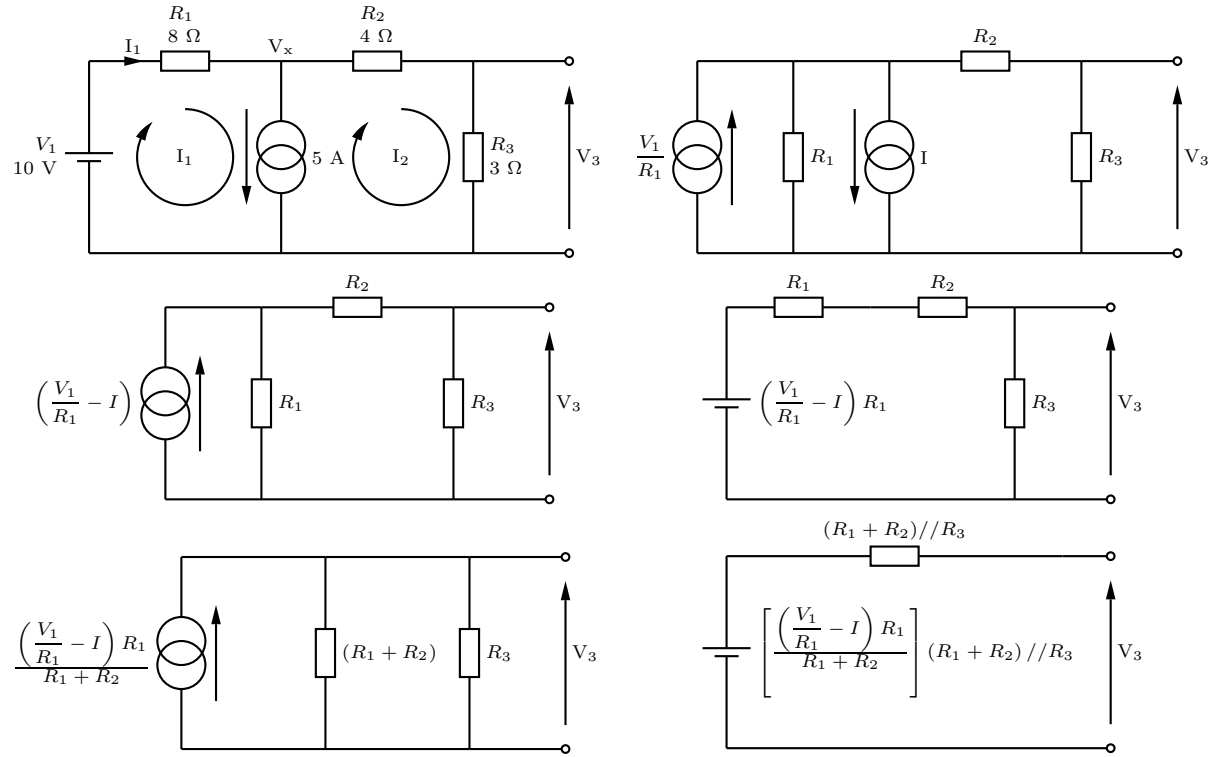 R₁
8 Ω
I₁
Vₓ
R₂
4 Ω
V₁
10 V
I₁
5 A
I₂
R₃
3 Ω
V₃
R₂
V₁/R₁
R₁
I
R₃
V₃
R₂
(V₁/R₁ − I)
R₁
R₃
V₃
R₁
R₂
(V₁/R₁ − I) R₁
R₃
V₃
(V₁/R₁ − I) R₁
R₁ + R₂
(R₁ + R₂)
R₃
V₃
(R₁ + R₂)//R₃
[(V₁/R₁ − I) R₁ / R₁ + R₂] (R₁ + R₂) //R₃
V₃